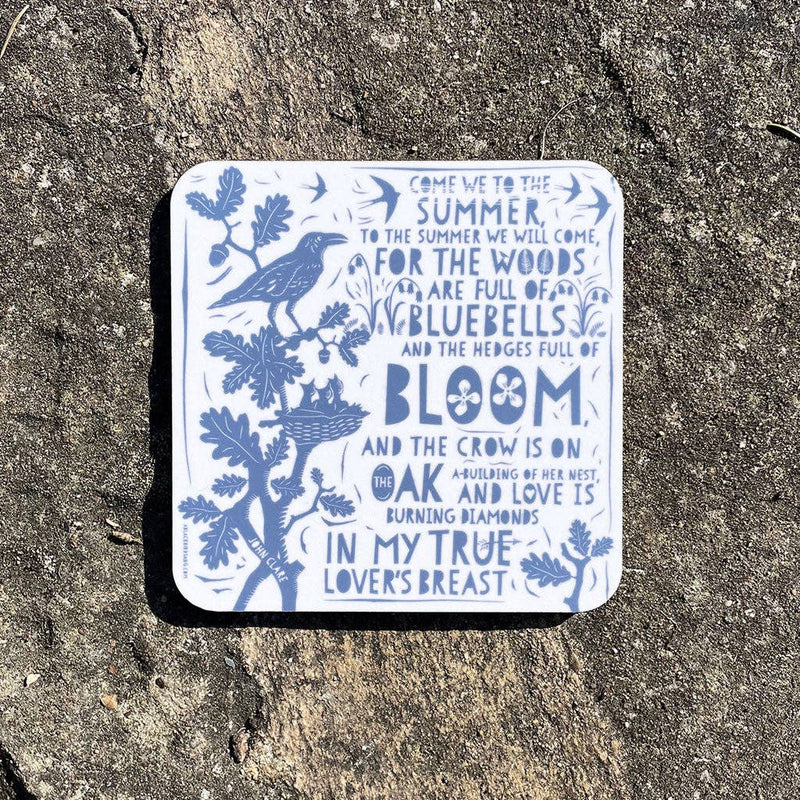 COME WE TO THE
SUMMER,
TO THE SUMMER WE WILL COME,
FOR THE WOODS
ARE FULL OF
BLUEBELLS
AND THE HEDGES FULL OF
BLOOM,
AND THE CROW IS ON
THE OAK A-BUILDING OF HER NEST,
AND LOVE IS
BURNING DIAMONDS
IN MY TRUE
LOVER'S BREAST
JOHN CLARE